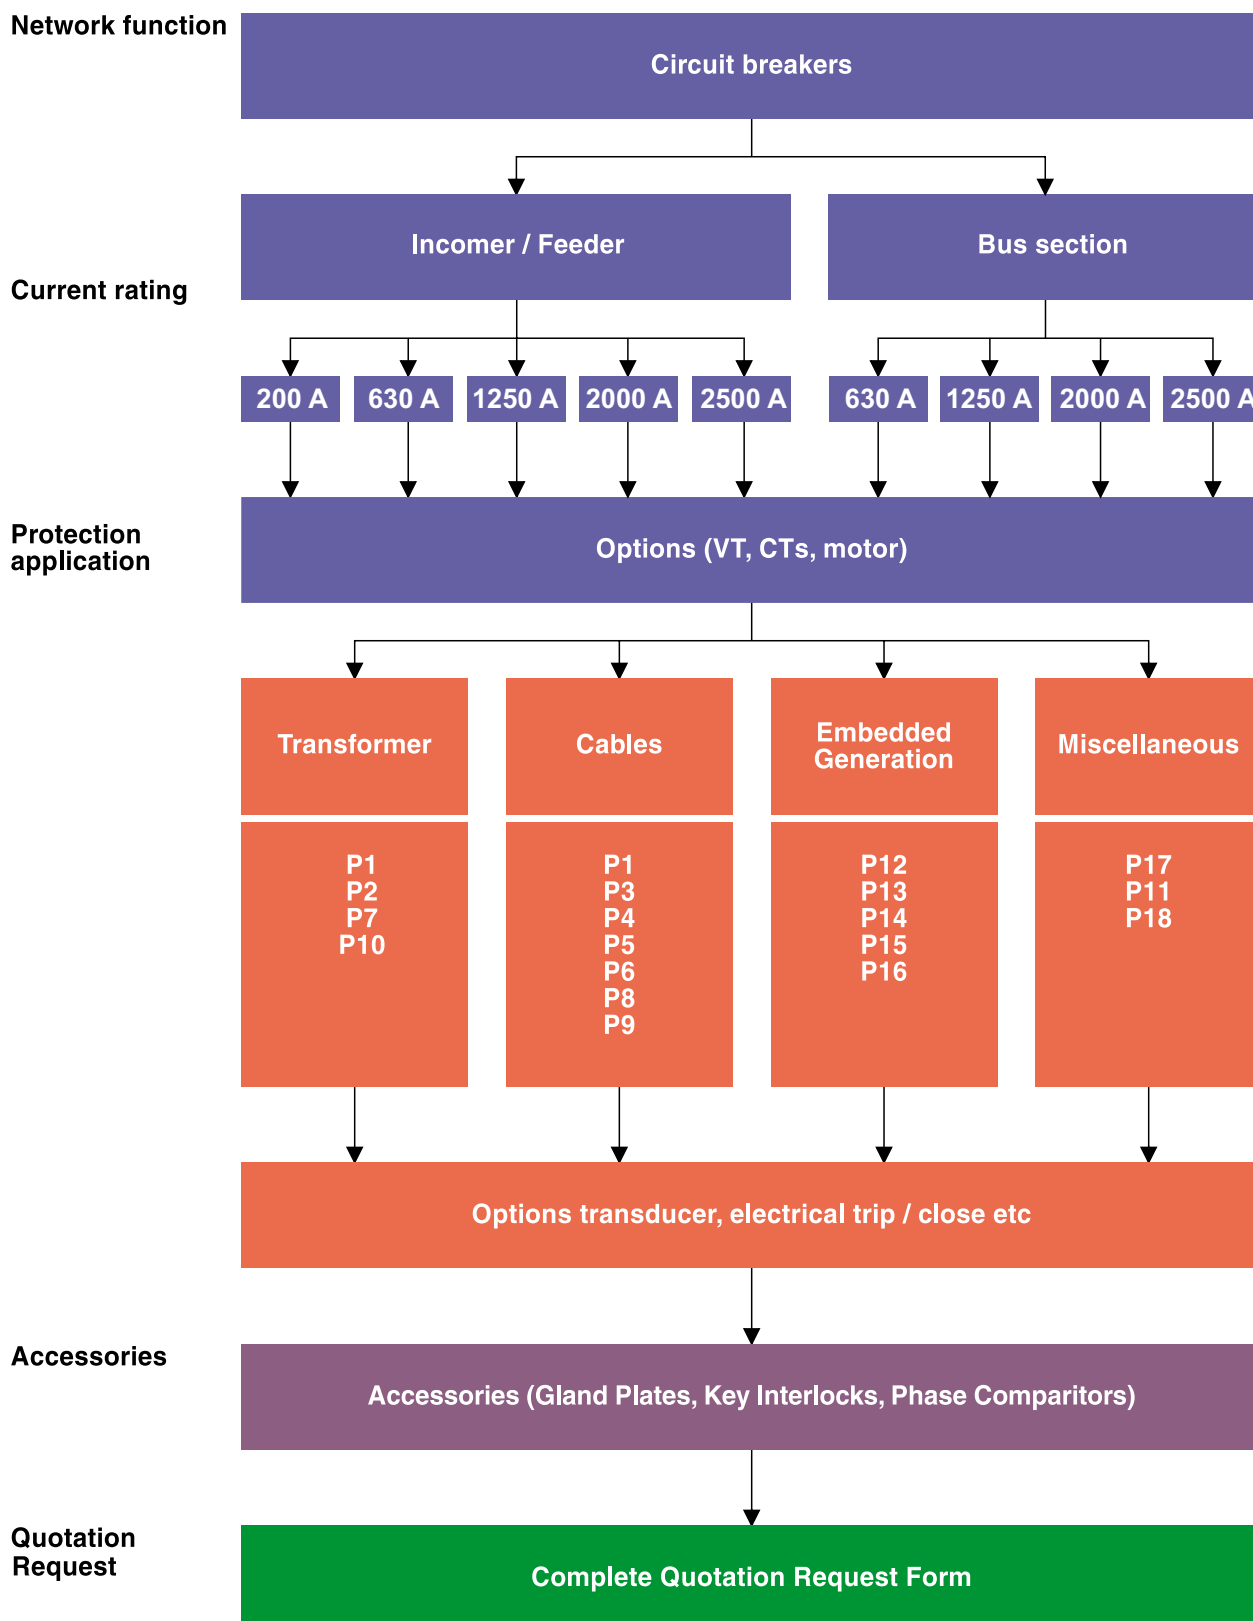 Network function
Circuit breakers
Incomer / Feeder
Bus section
Current rating
200 A
630 A
1250 A
2000 A
2500 A
630 A
1250 A
2000 A
2500 A
Protection
application
Options (VT, CTs, motor)
Transformer
Cables
Embedded
Generation
Miscellaneous
P1
P2
P7
P10
P1
P3
P4
P5
P6
P8
P9
P12
P13
P14
P15
P16
P17
P11
P18
Options transducer, electrical trip / close etc
Accessories
Accessories (Gland Plates, Key Interlocks, Phase Comparitors)
Quotation
Request
Complete Quotation Request Form